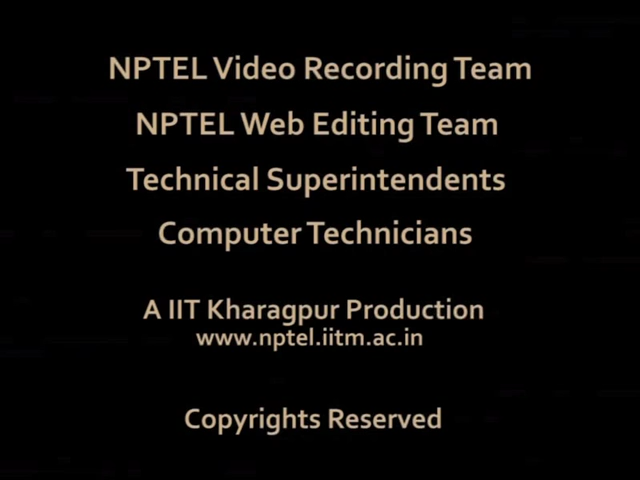 NPTEL Video Recording Team
NPTEL Web Editing Team
Technical Superintendents
Computer Technicians
A IIT Kharagpur Production
www.nptel.iitm.ac.in
Copyrights Reserved